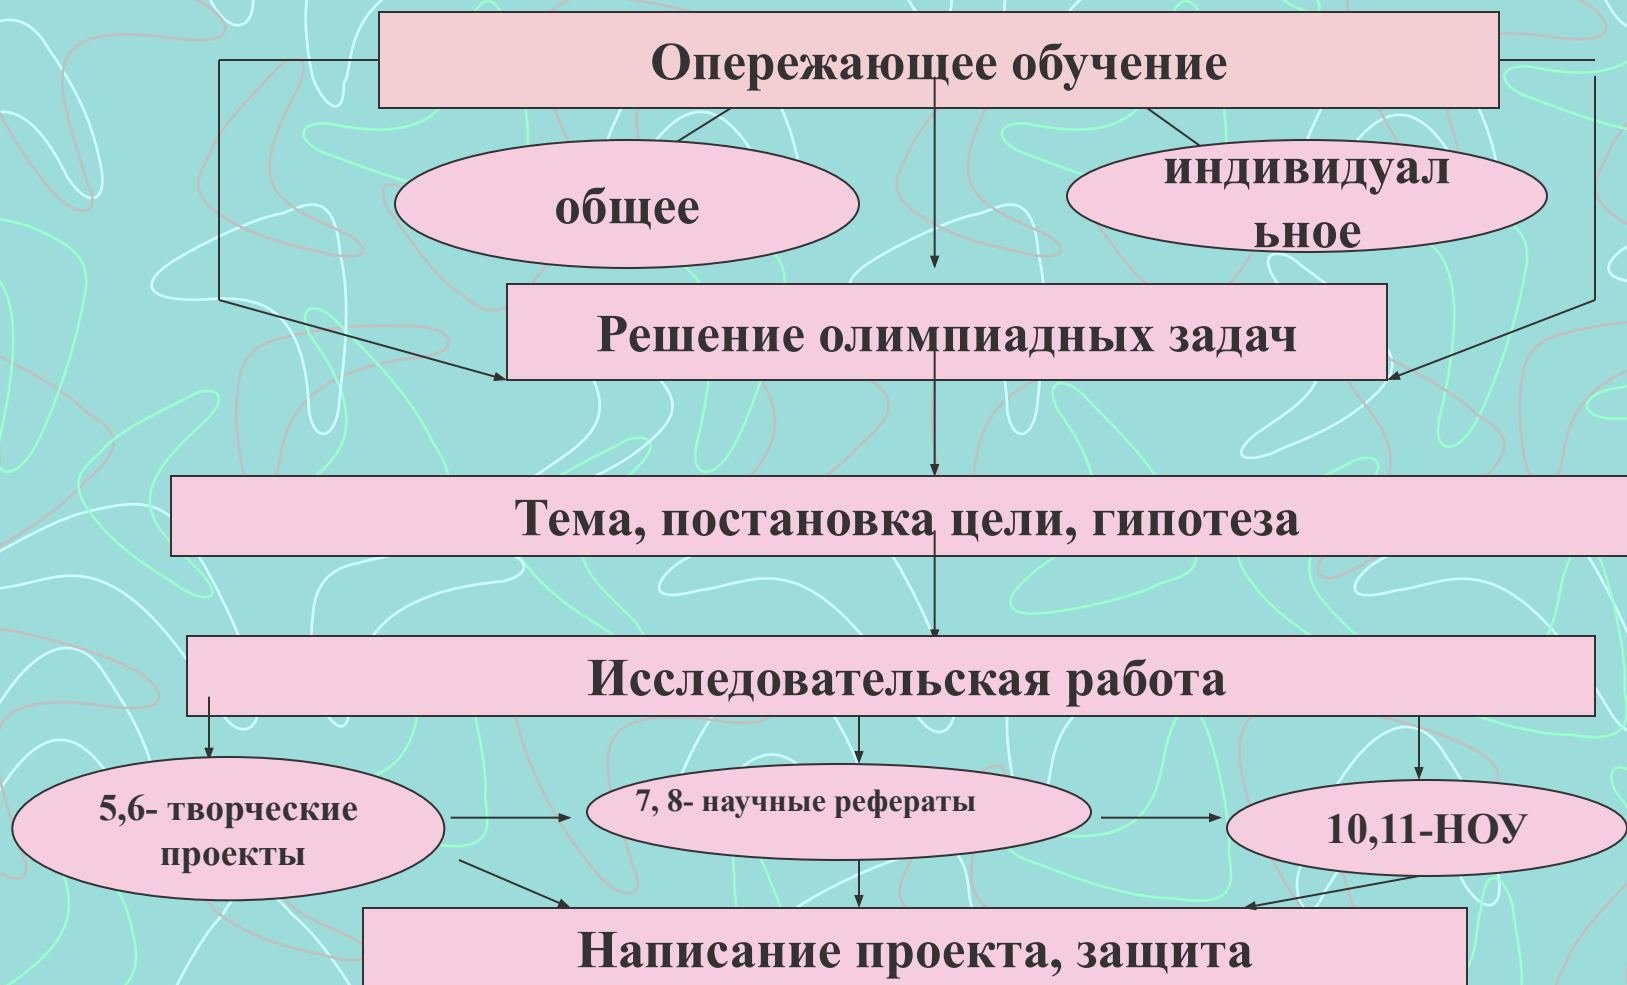 Опережающее обучение
общее
индивидуал
ьное
Решение олимпиадных задач
Тема, постановка цели, гипотеза
Исследовательская работа
5,6- творческие
проекты
7, 8- научные рефераты
10,11-НОУ
Написание проекта, защита